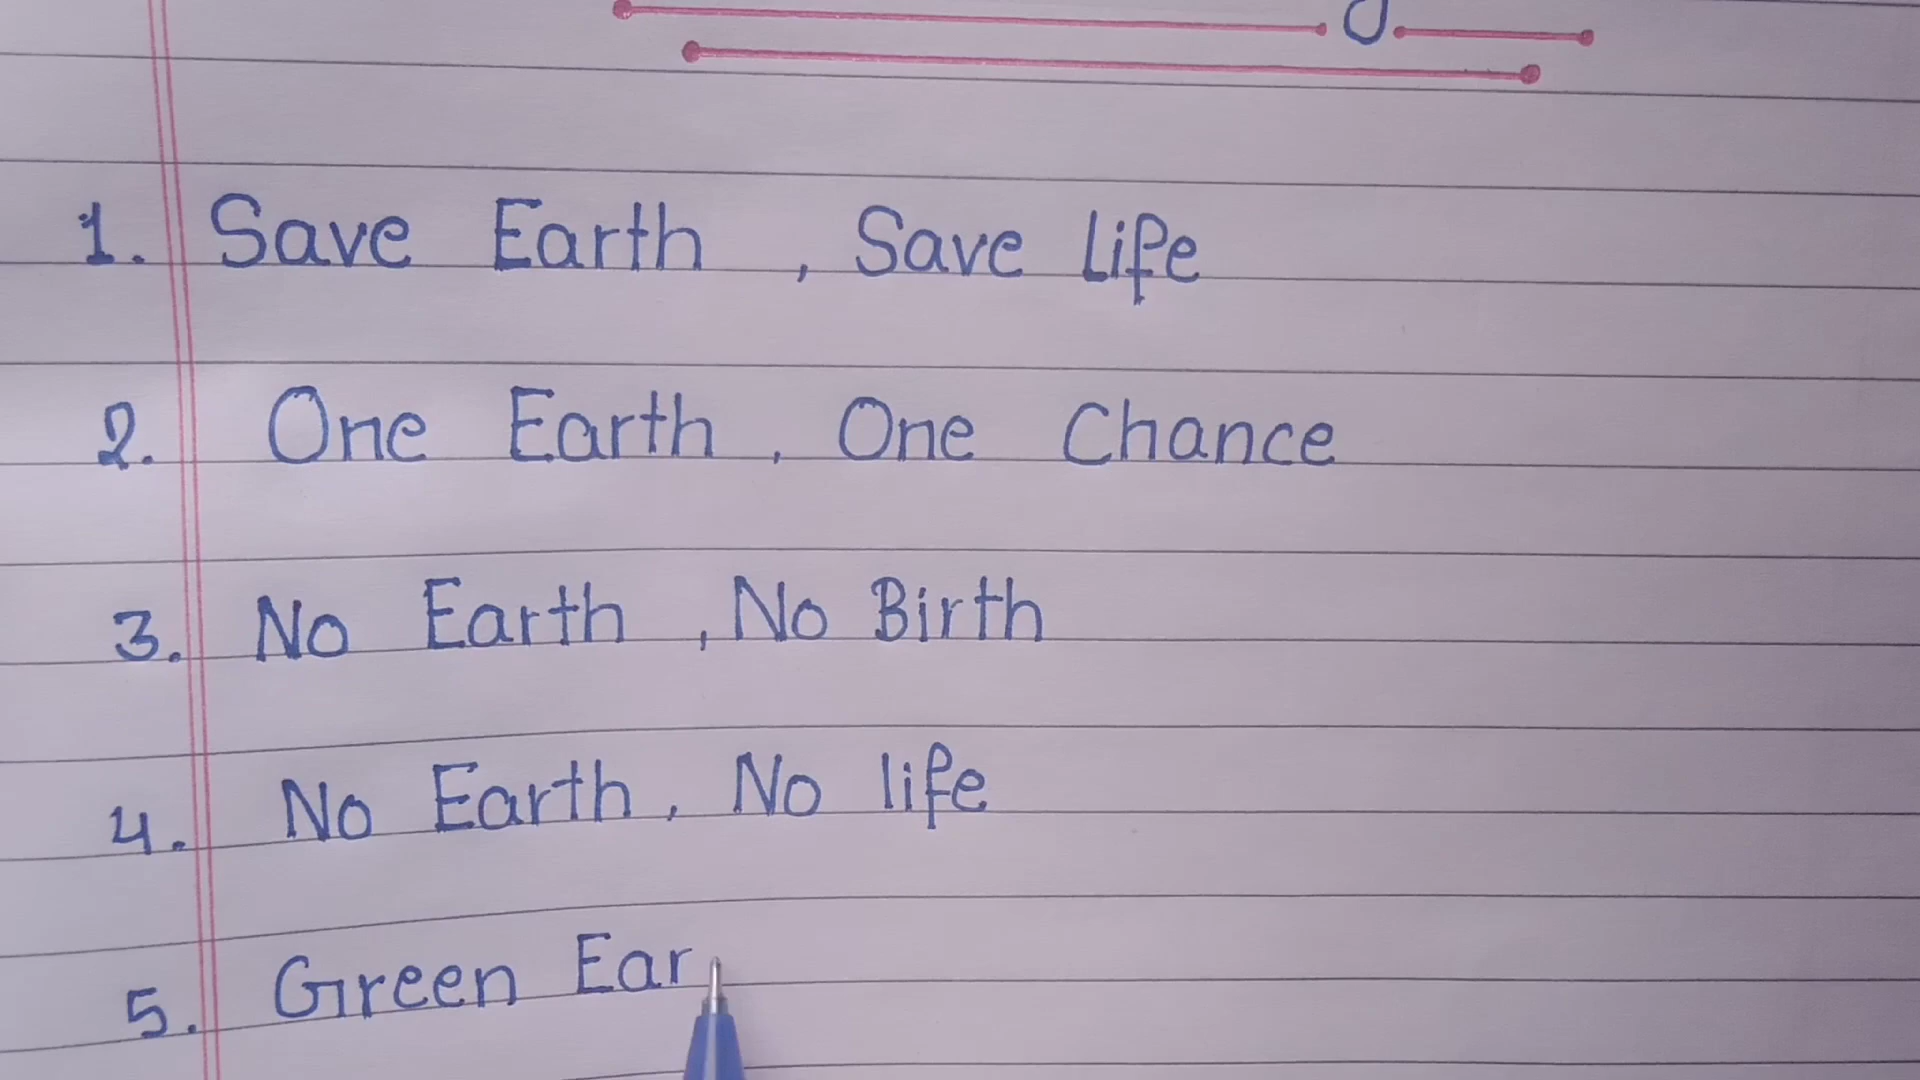 1. Save Earth , Save Life
2. One Earth , One Chance
3. No Earth , No Birth
4. No Earth , No life
5. Green Ear